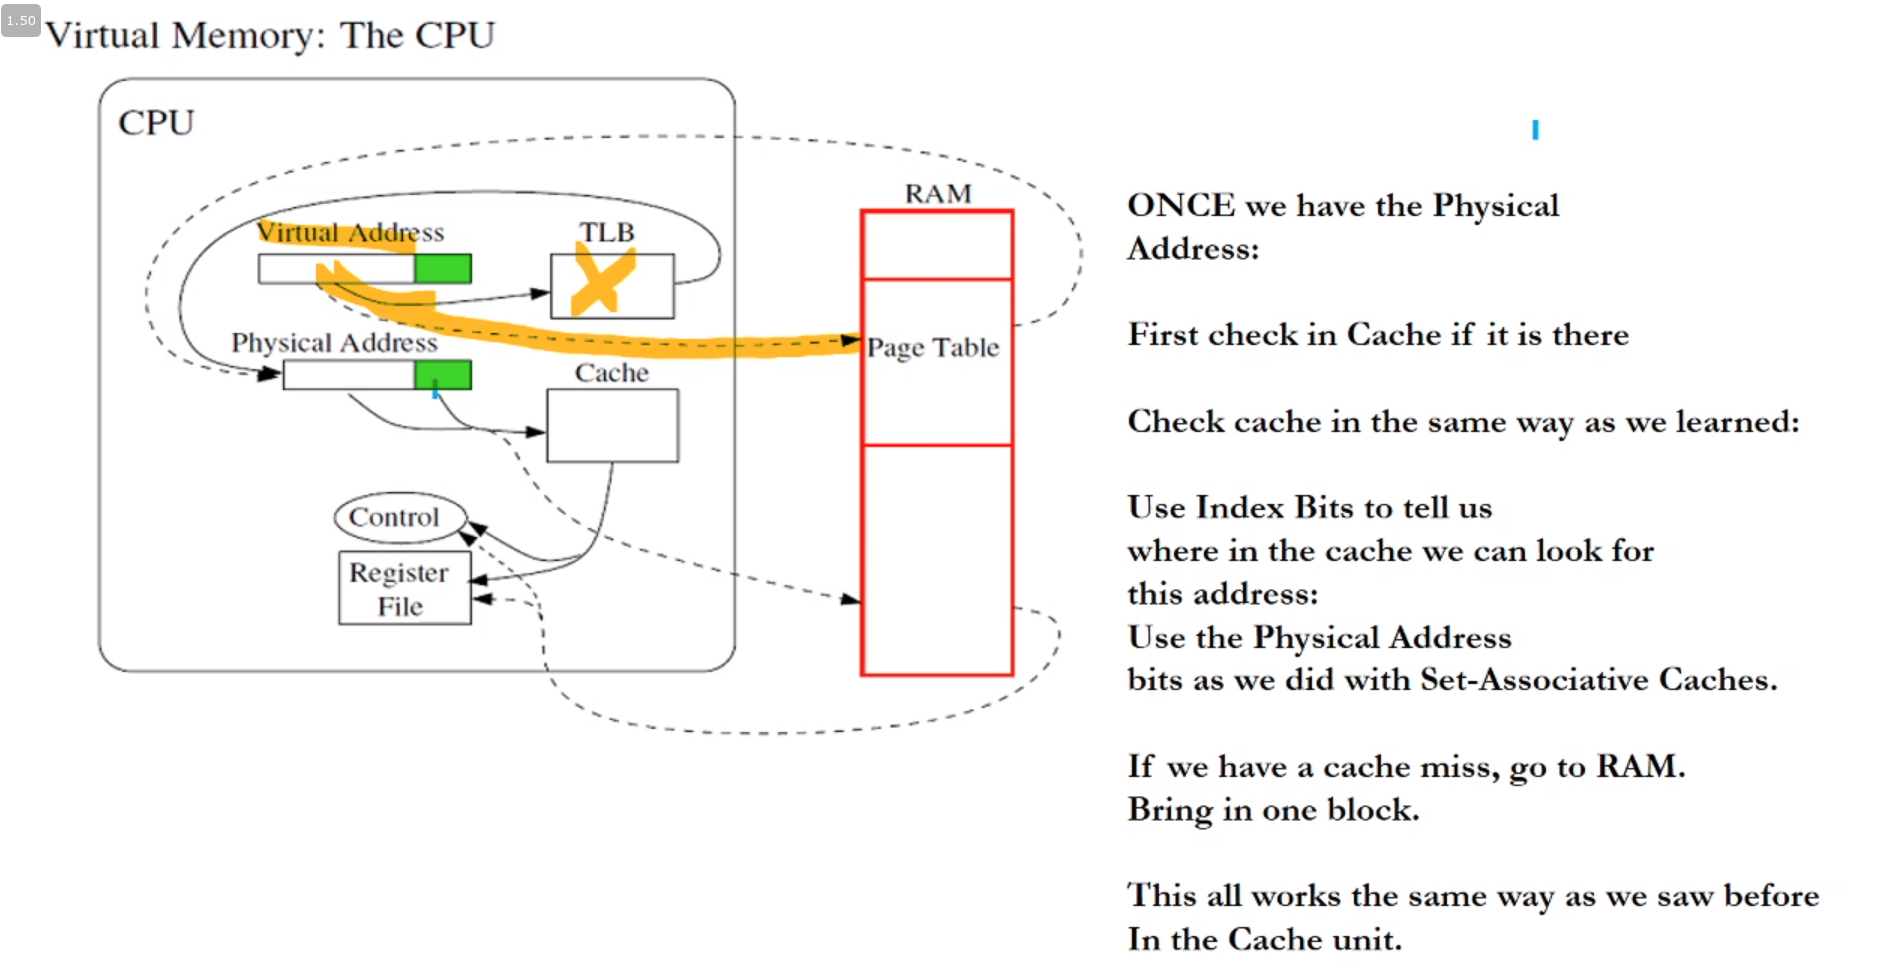 1.50
Virtual Memory: The CPU
CPU
RAM
Virtual Address
TLB
Physical Address
Page Table
Cache
Control
Register
File
ONCE we have the Physical
Address:
First check in Cache if it is there
Check cache in the same way as we learned:
Use Index Bits to tell us
where in the cache we can look for
this address:
Use the Physical Address
bits as we did with Set-Associative Caches.
If we have a cache miss, go to RAM.
Bring in one block.
This all works the same way as we saw before
In the Cache unit.